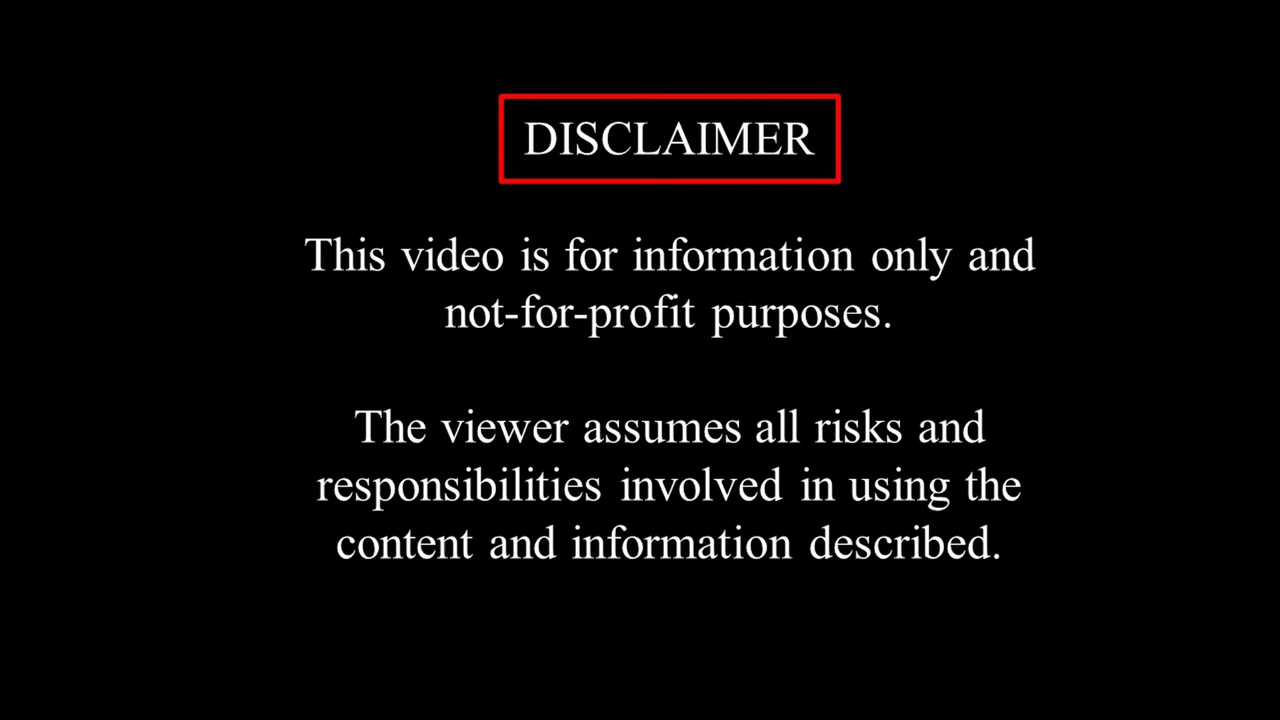 DISCLAIMER
This video is for information only and
not-for-profit purposes.
The viewer assumes all risks and
responsibilities involved in using the
content and information described.